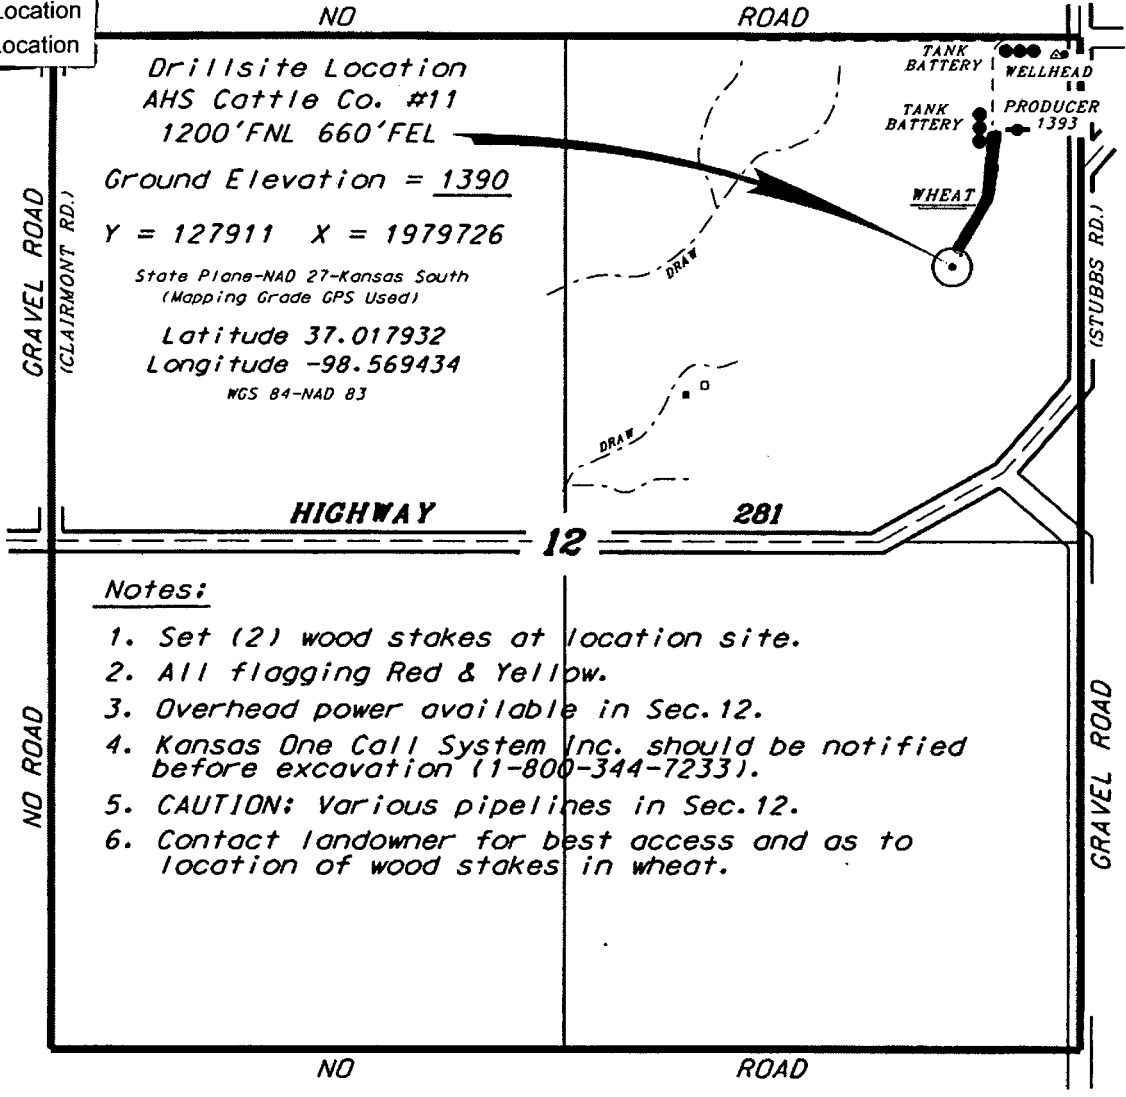 Location
Location
NO
ROAD
Drillsite Location
AHS Cattle Co. #11
1200'FNL 660'FEL
Ground Elevation = 1390
Y = 127911 X = 1979726
State Plane-NAD 27-Kansas South
(Mapping Grade GPS Used)
Latitude 37.017932
Longitude -98.569434
WGS 84-NAD 83
TANK
BATTERY
WELLHEAD
TANK
BATTERY
PRODUCER
1393
WHEAT
DRAW
DRAW
GRAVEL ROAD
(CLAIRMONT RD.)
(STUBBS RD.)
HIGHWAY
281
12
Notes:
1. Set (2) wood stakes at location site.
2. All flagging Red & Yellow.
3. Overhead power available in Sec. 12.
4. Kansas One Call System Inc. should be notified
before excavation (1-800-344-7233).
5. CAUTION: Various pipelines in Sec. 12.
6. Contact landowner for best access and as to
location of wood stakes in wheat.
NO ROAD
GRAVEL ROAD
NO
ROAD